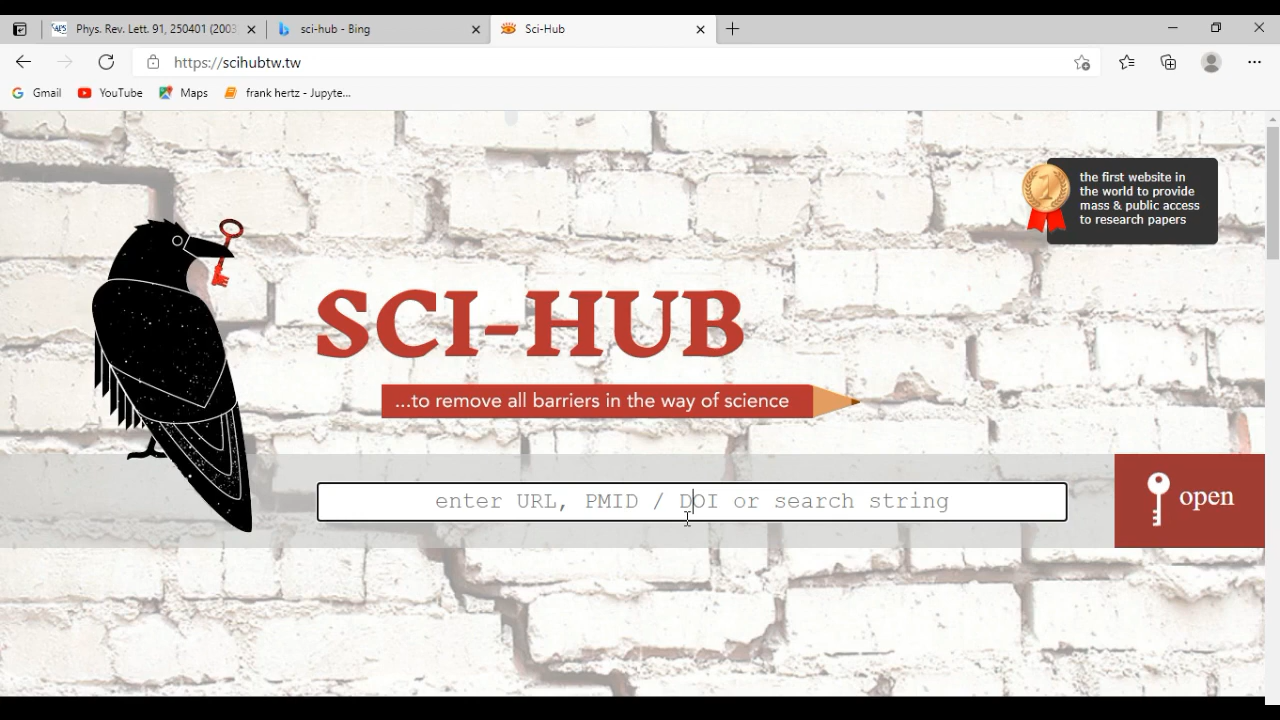 Phys. Rev. Lett. 91, 250401 (2003
sci-hub - Bing
Sci-Hub
https://scihubtw.tw
Gmail
YouTube
Maps
frank hertz - Jupyte...
the first website in
the world to provide
mass & public access
to research papers
SCI-HUB
...to remove all barriers in the way of science
enter URL, PMID / DOI or search string
open